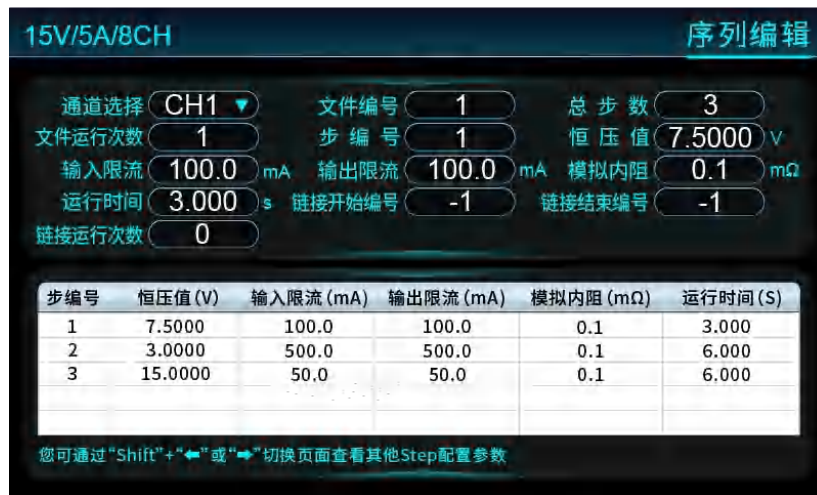 15V/5A/8CH 序列编辑
通道选择 CH1 ▼ 文件编号 1 总步数 3
文件运行次数 1 步编号 1 恒压值 7.5000 V
输入限流 100.0 mA 输出限流 100.0 mA 模拟内阻 0.1 mΩ
运行时间 3.000 s 链接开始编号 -1 链接结束编号 -1
链接运行次数 0
步编号 恒压值(V) 输入限流(mA) 输出限流(mA) 模拟内阻(mΩ) 运行时间(S)
1 7.5000 100.0 100.0 0.1 3.000
2 3.0000 500.0 500.0 0.1 6.000
3 15.0000 50.0 50.0 0.1 6.000
您可通过“Shift”+“⬅”或“➡”切换页面查看其他Step配置参数